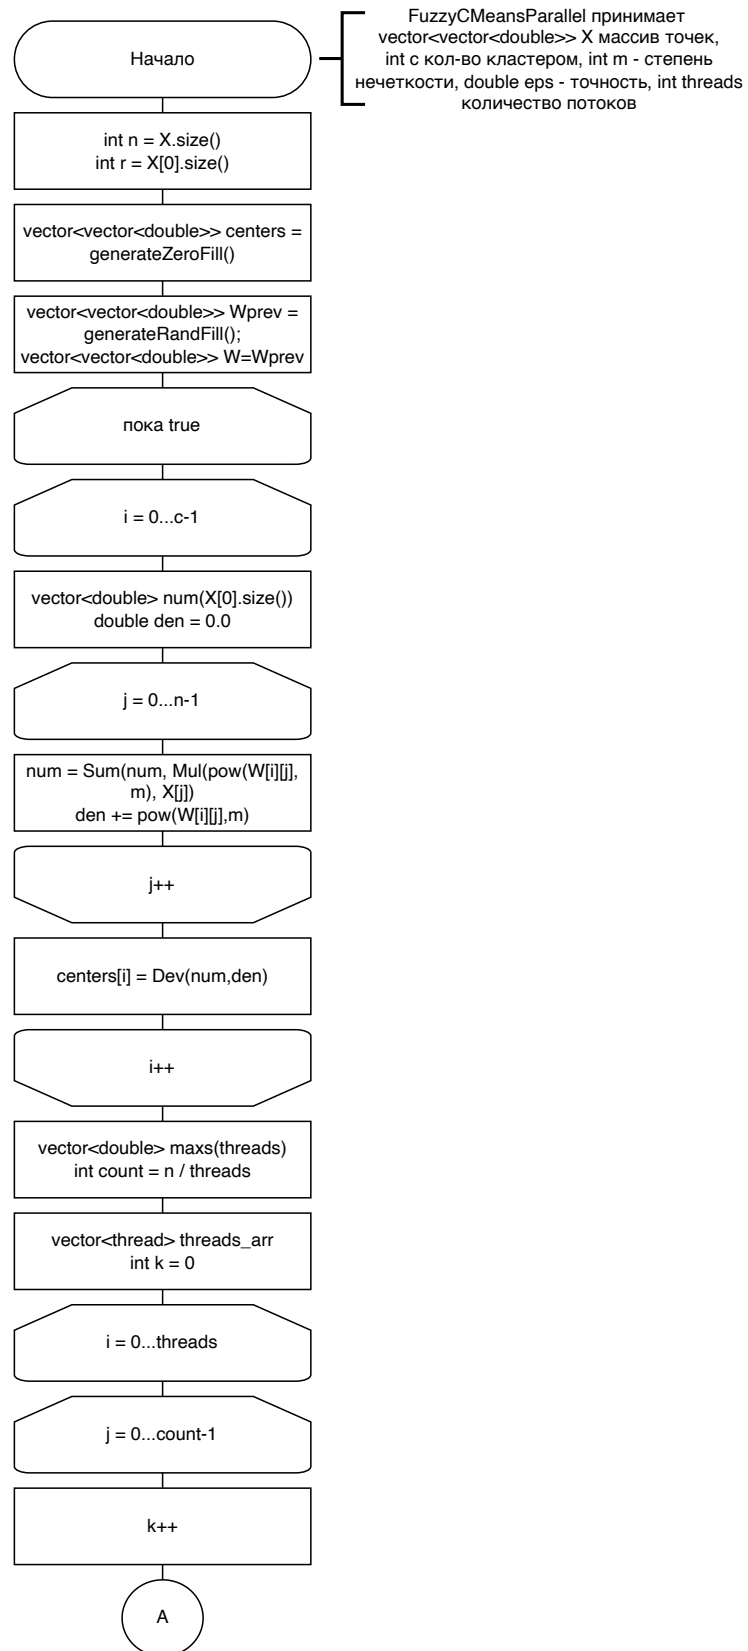 Начало
FuzzyCMeansParallel принимает
vector<vector<double>> X массив точек,
int c кол-во кластером, int m - степень
нечеткости, double eps - точность, int threads
количество потоков
int n = X.size()
int r = X[0].size()
vector<vector<double>> centers =
generateZeroFill()
vector<vector<double>> Wprev =
generateRandFill();
vector<vector<double>> W=Wprev
пока true
i = 0...c-1
vector<double> num(X[0].size())
double den = 0.0
j = 0...n-1
num = Sum(num, Mul(pow(W[i][j],
m), X[j])
den += pow(W[i][j],m)
j++
centers[i] = Dev(num,den)
i++
vector<double> maxs(threads)
int count = n / threads
vector<thread> threads_arr
int k = 0
i = 0...threads
j = 0...count-1
k++
A